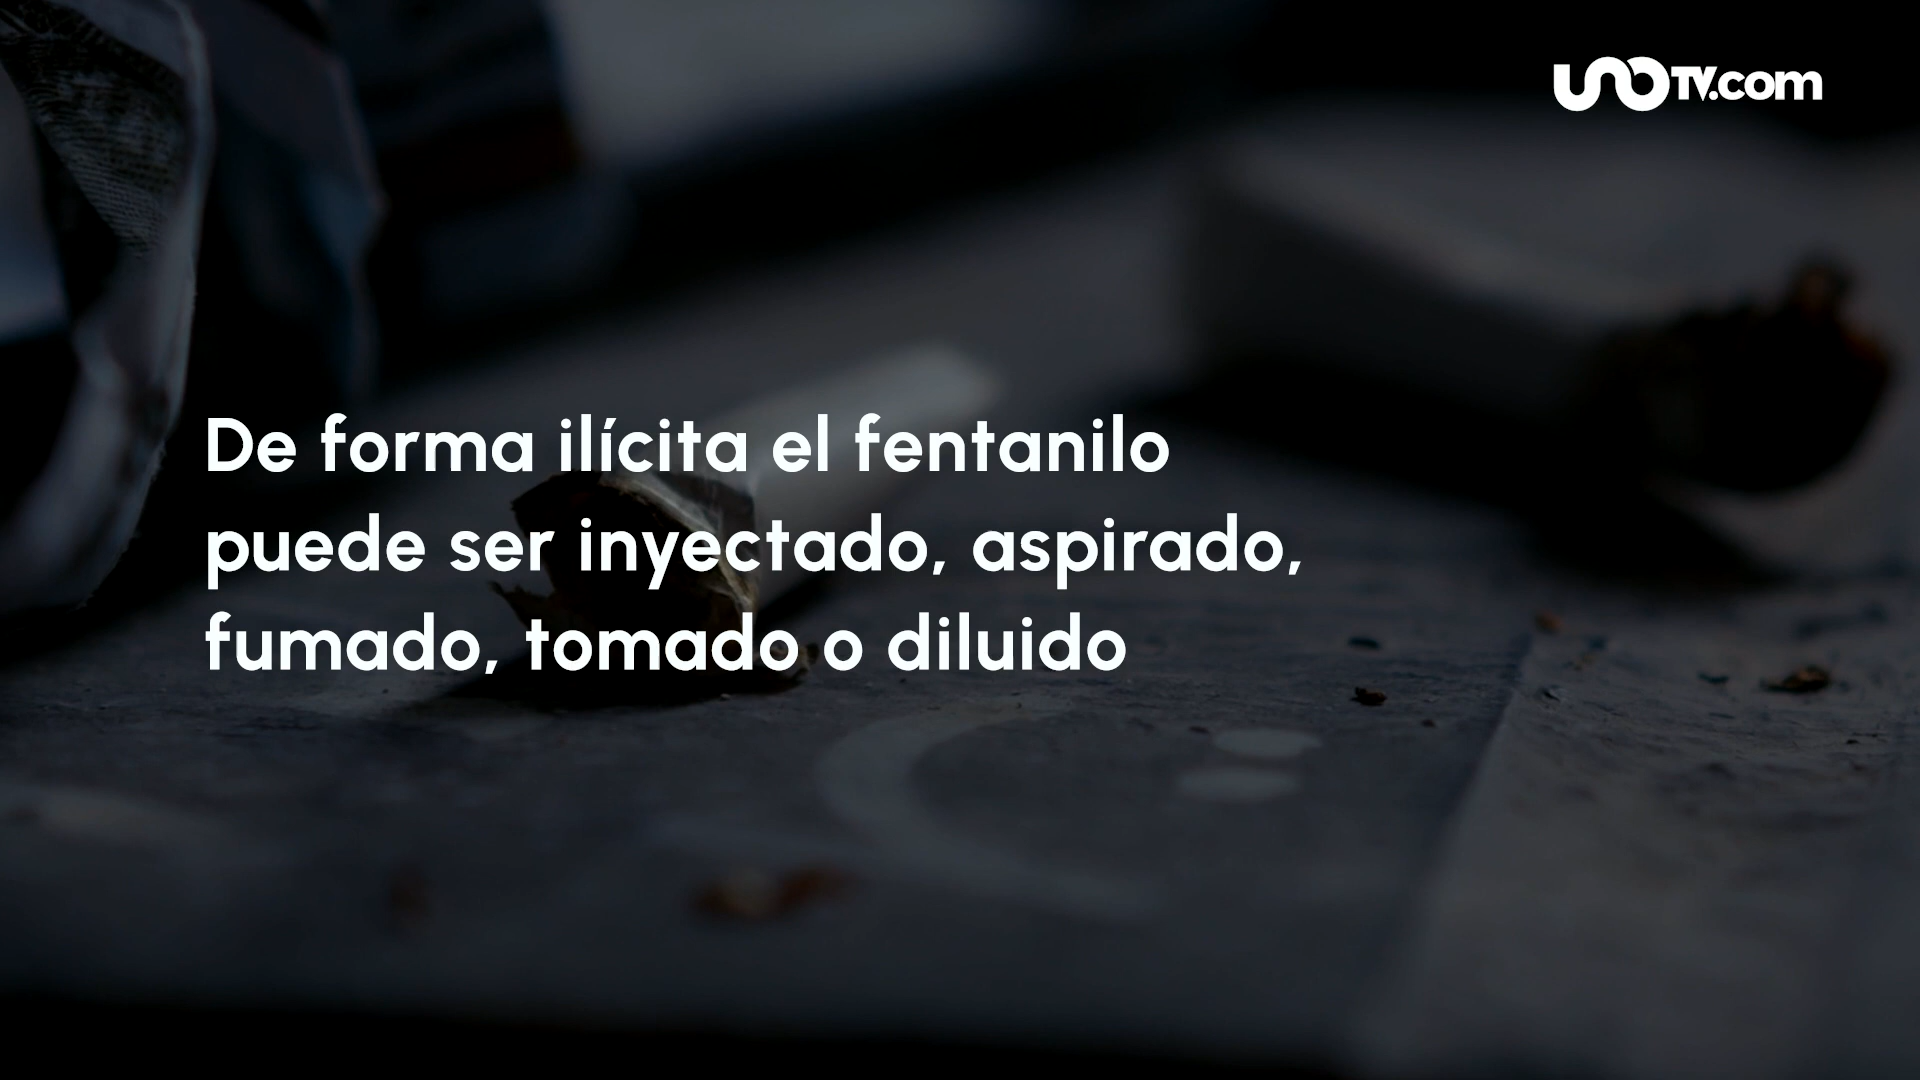 UNOTV.com
De forma ilícita el fentanilo
puede ser inyectado, aspirado,
fumado, tomado o diluido